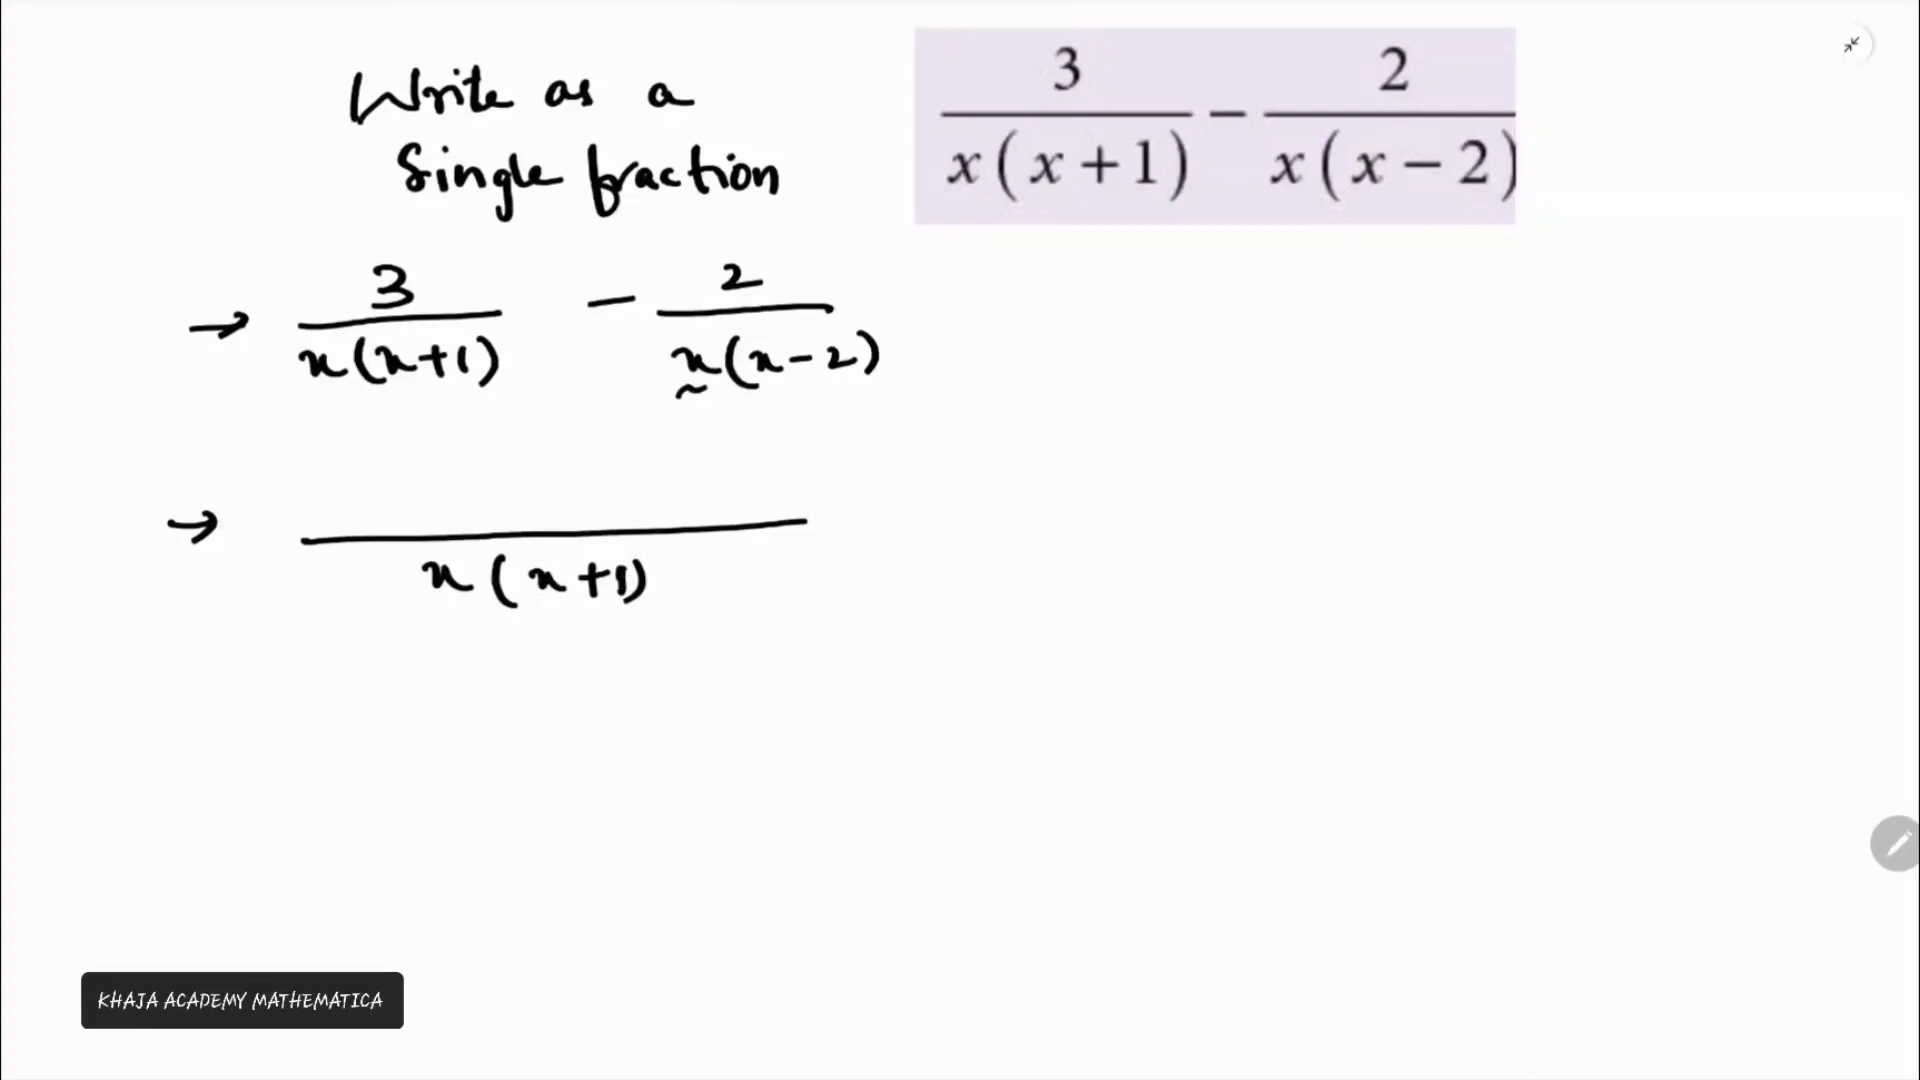 Write as a
Single fraction
3/x(x+1) − 2/x(x−2)
→ 3/x(x+1) − 2/x(x−2)
→ /x(x+1)
KHAJA ACADEMY MATHEMATICA